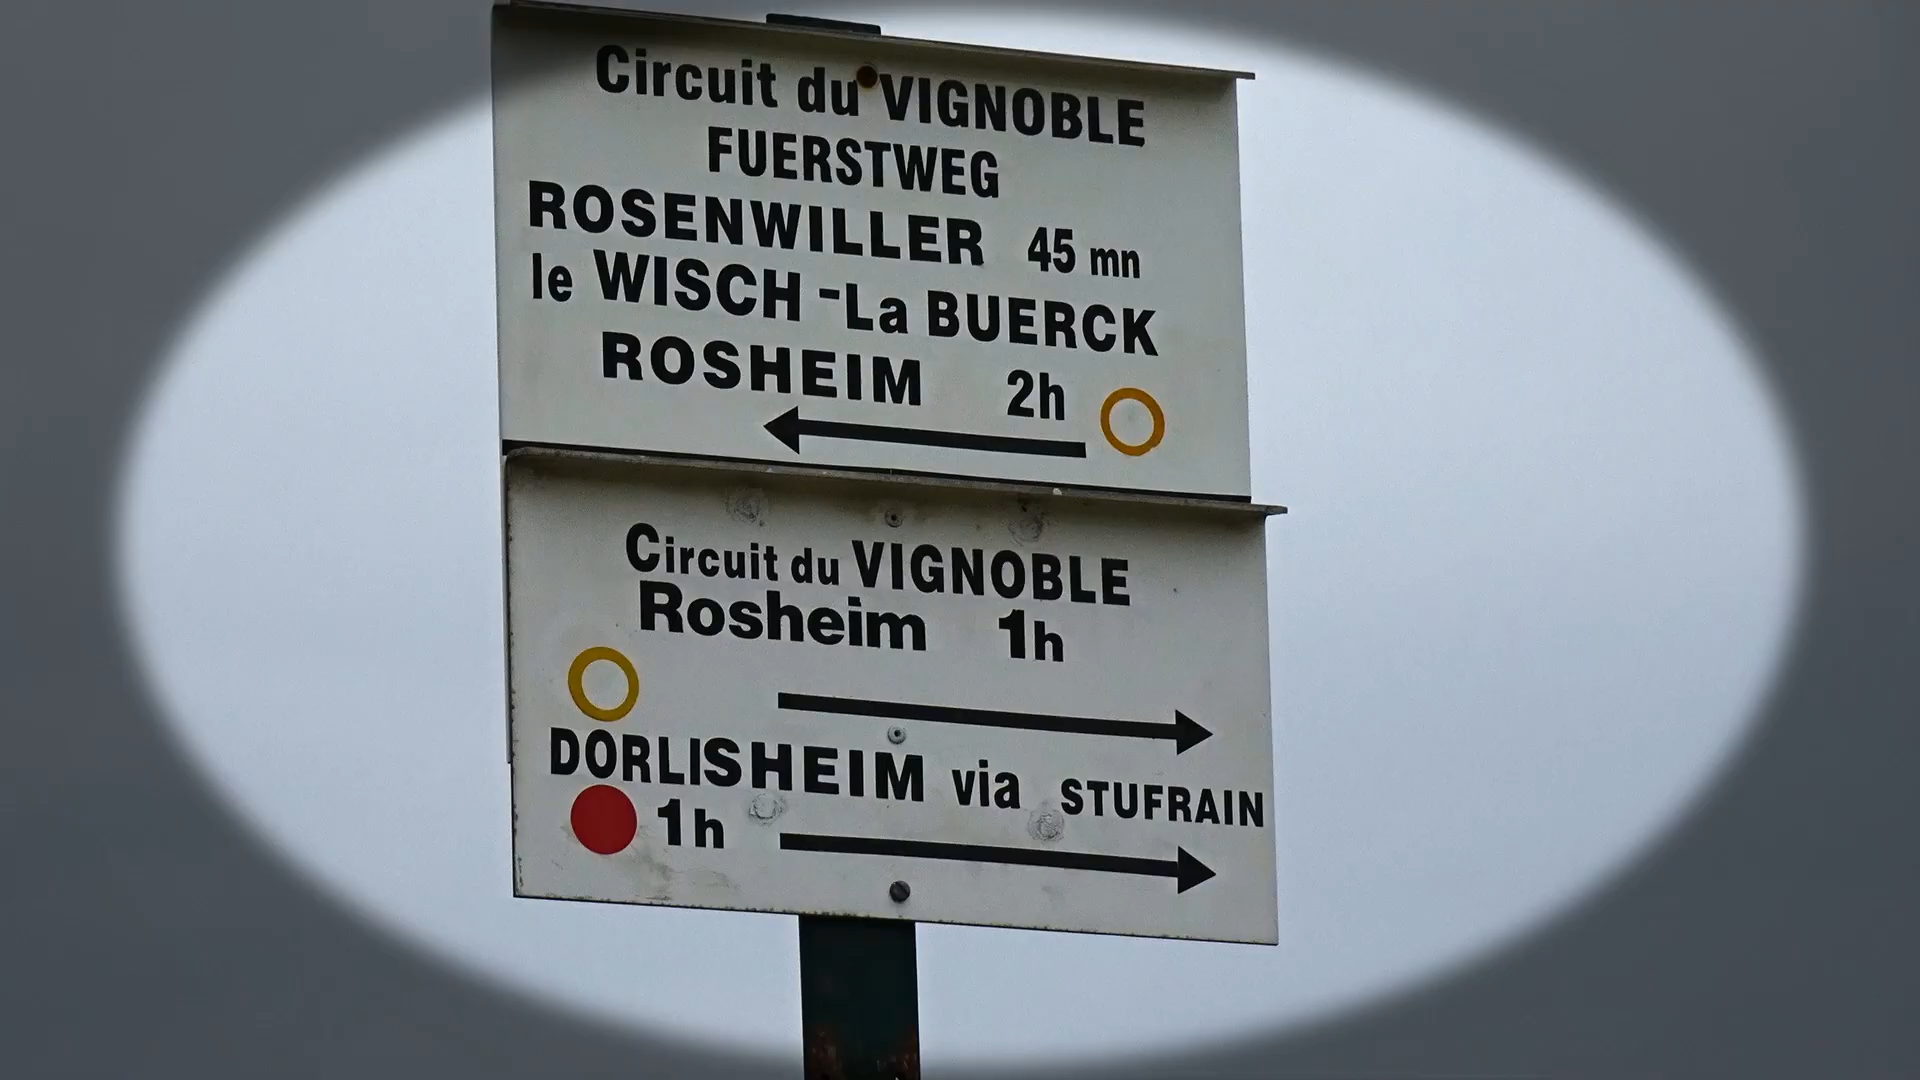 Circuit du VIGNOBLE
FUERSTWEG
ROSENWILLER 45 mn
le WISCH - La BUERCK
ROSHEIM 2h
Circuit du VIGNOBLE
Rosheim 1h
DORLISHEIM via STUFRAIN
1h